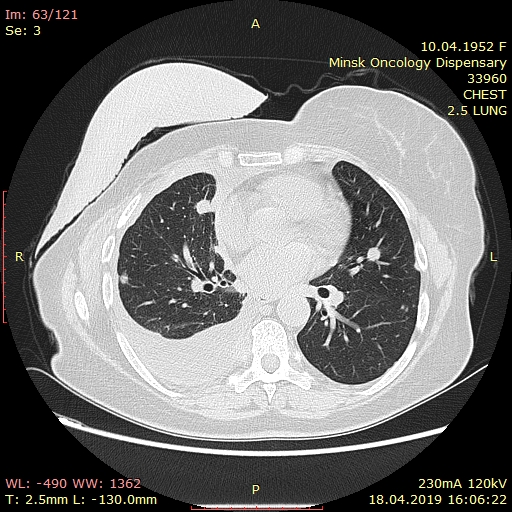 Im: 63/121
Se: 3
A
10.04.1952 F
Minsk Oncology Dispensary
33960
CHEST
2.5 LUNG
R
L
WL: -490 WW: 1362
T: 2.5mm L: -130.0mm
P
230mA 120kV
18.04.2019 16:06:22